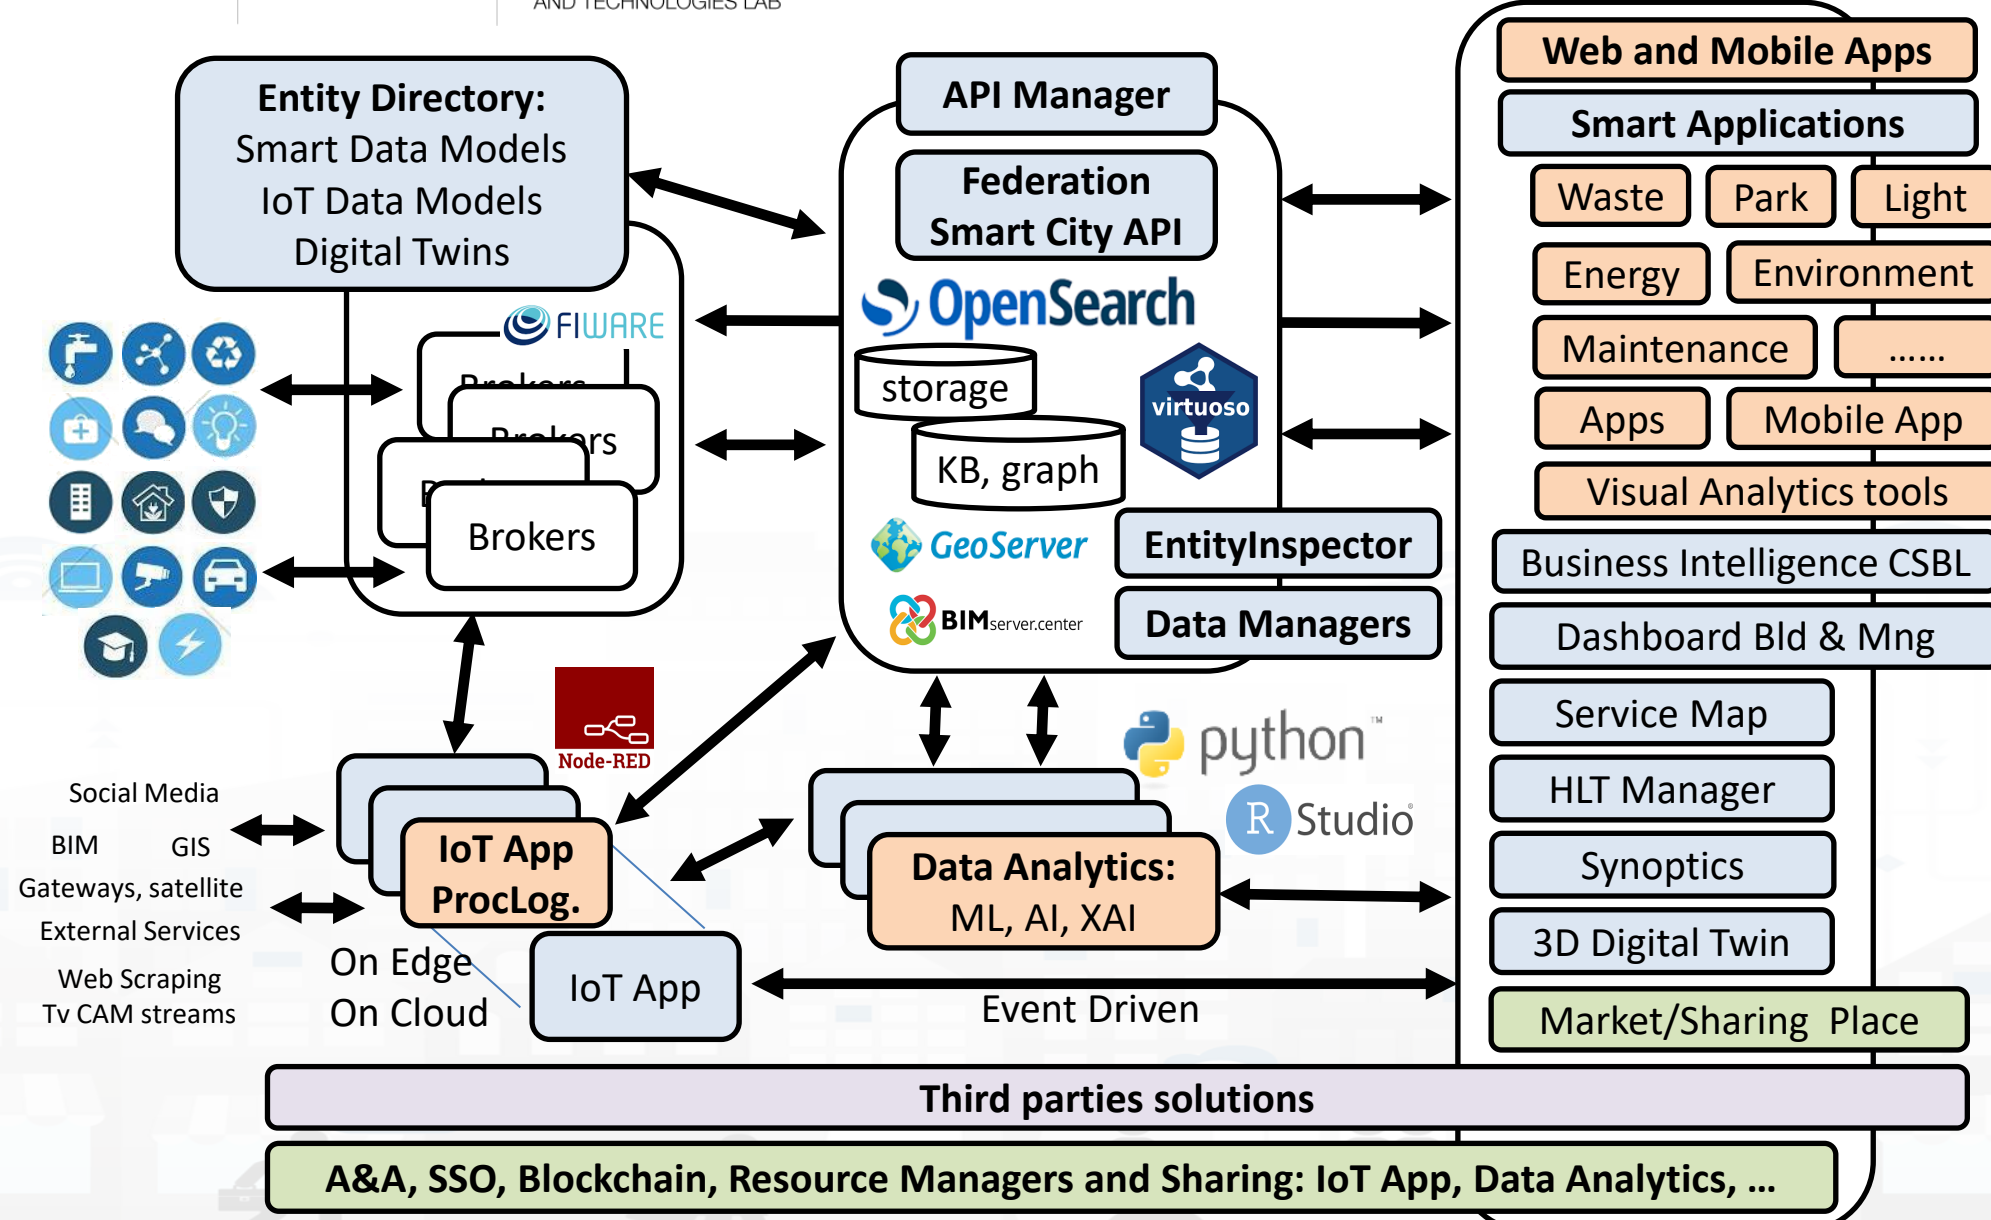 AND TECHNOLOGIES LAB
Entity Directory:
Smart Data Models
IoT Data Models
Digital Twins
FIWARE
Brokers
Brokers
Brokers
API Manager
Federation
Smart City API
OpenSearch
storage
virtuoso
KB, graph
GeoServer
EntityInspector
BIMserver.center
Data Managers
Web and Mobile Apps
Smart Applications
Waste
Park
Light
Energy
Environment
Maintenance
......
Apps
Mobile App
Visual Analytics tools
Business Intelligence CSBL
Dashboard Bld & Mng
Service Map
HLT Manager
Synoptics
3D Digital Twin
Market/Sharing Place
Node-RED
python™
R Studio
Social Media
BIM GIS
Gateways, satellite
External Services
Web Scraping
Tv CAM streams
IoT App
ProcLog.
On Edge
On Cloud
IoT App
Data Analytics:
ML, AI, XAI
Event Driven
Third parties solutions
A&A, SSO, Blockchain, Resource Managers and Sharing: IoT App, Data Analytics, ...